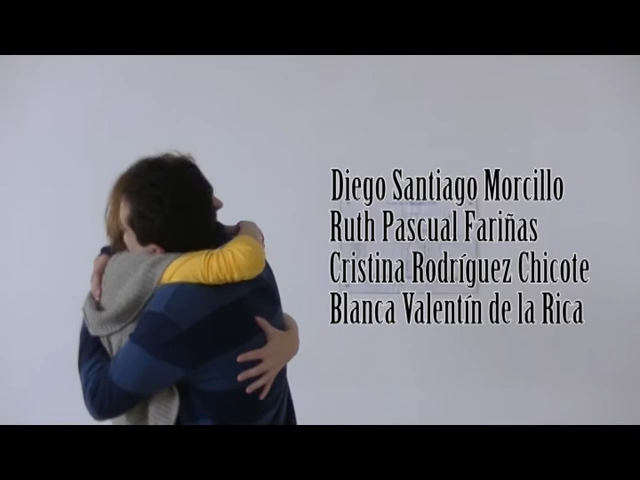 Diego Santiago Morcillo
Ruth Pascual Fariñas
Cristina Rodríguez Chicote
Blanca Valentín de la Rica